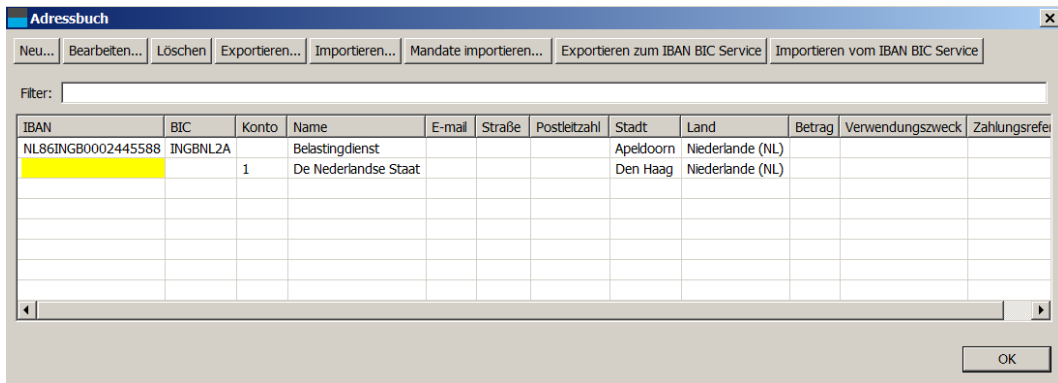 Adressbuch
Neu... Bearbeiten... Löschen Exportieren... Importieren... Mandate importieren... Exportieren zum IBAN BIC Service Importieren vom IBAN BIC Service
Filter:
IBAN BIC Konto Name E-mail Straße Postleitzahl Stadt Land Betrag Verwendungszweck Zahlungsrefer
NL86INGB0002445588 INGBNL2A Belastingdienst Apeldoorn Niederlande (NL)
1 De Nederlandse Staat Den Haag Niederlande (NL)
OK